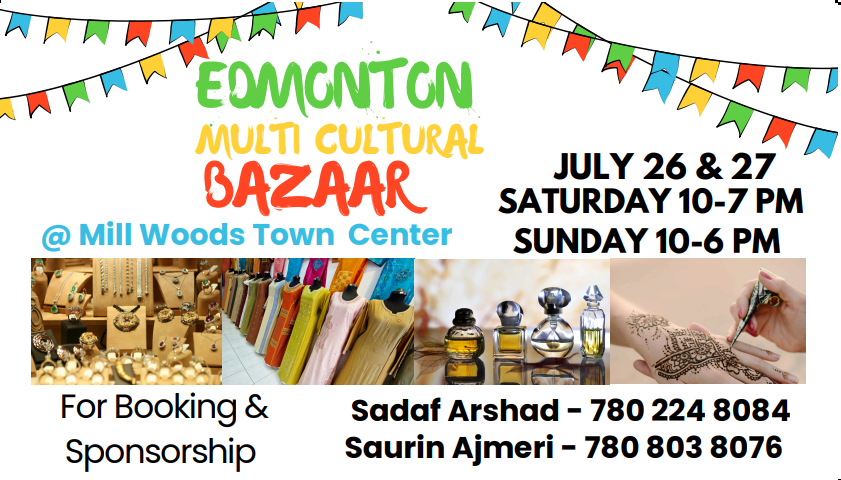 EDMONTON
MULTI CULTURAL
BAZAAR
@ Mill Woods Town Center
JULY 26 & 27
SATURDAY 10-7 PM
SUNDAY 10-6 PM
For Booking &
Sponsorship
Sadaf Arshad - 780 224 8084
Saurin Ajmeri - 780 803 8076